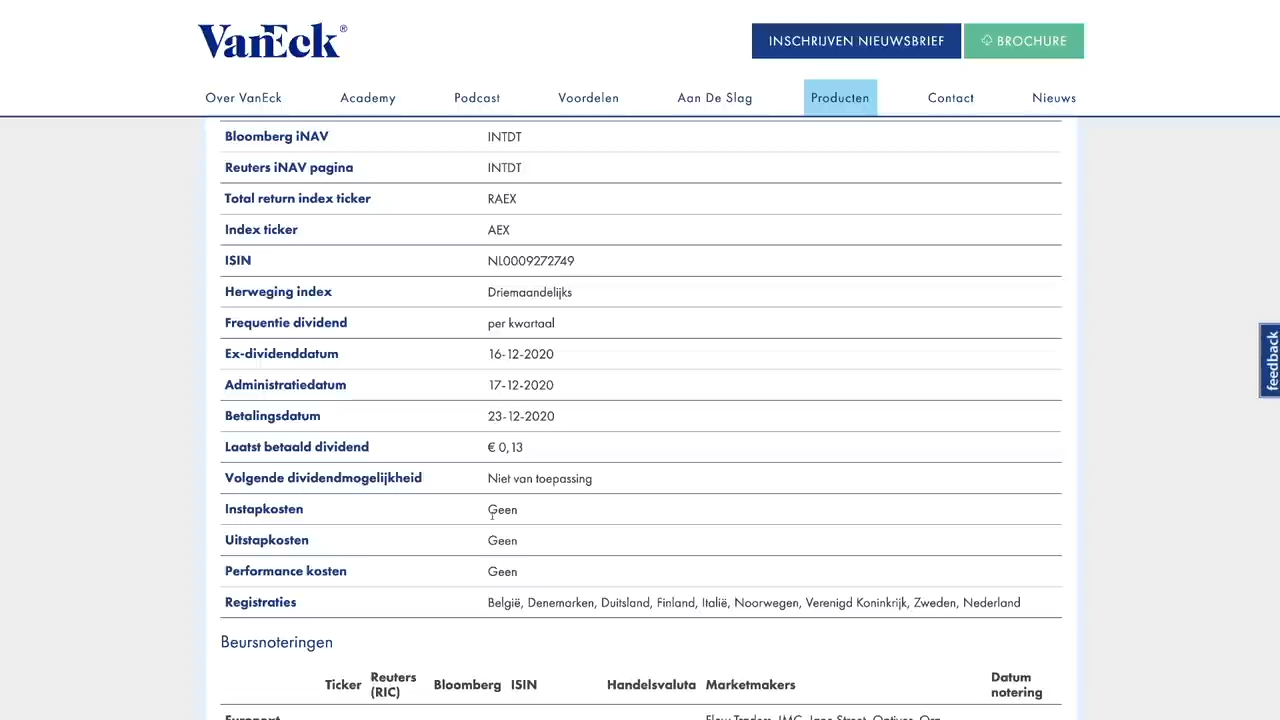 VanEck®
INSCHRIJVEN NIEUWSBRIEF
BROCHURE
Over VanEck Academy Podcast Voordelen Aan De Slag Producten Contact Nieuws
Bloomberg iNAV INTDT
Reuters iNAV pagina INTDT
Total return index ticker RAEX
Index ticker AEX
ISIN NL0009272749
Herweging index Driemaandelijks
Frequentie dividend per kwartaal
Ex-dividenddatum 16-12-2020
Administratiedatum 17-12-2020
Betalingsdatum 23-12-2020
Laatst betaald dividend € 0,13
Volgende dividendmogelijkheid Niet van toepassing
Instapkosten Geen
Uitstapkosten Geen
Performance kosten Geen
Registraties België, Denemarken, Duitsland, Finland, Italië, Noorwegen, Verenigd Koninkrijk, Zweden, Nederland
feedback
Beursnoteringen
Ticker Reuters (RIC) Bloomberg ISIN Handelsvaluta Marketmakers Datum notering